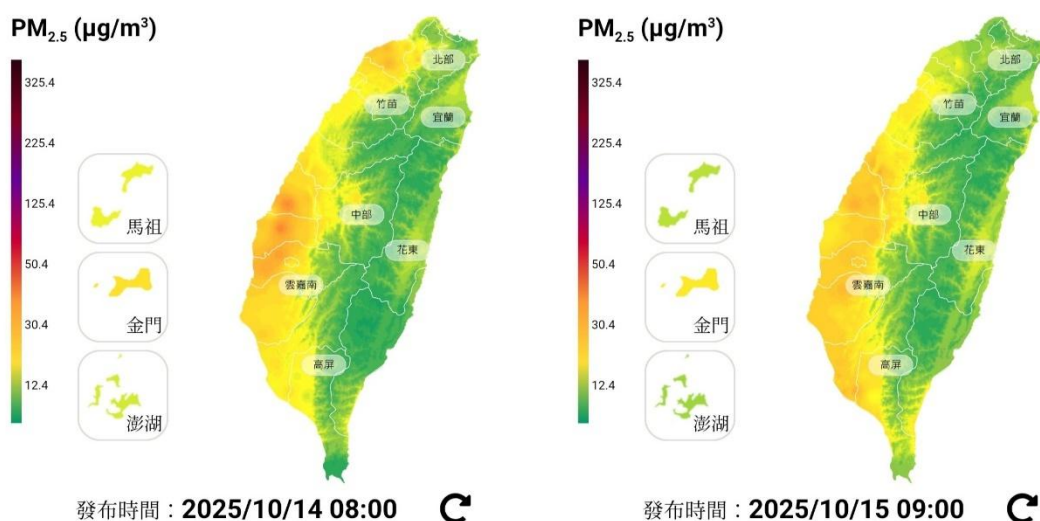 PM2.5 (μg/m³)
325.4
225.4
125.4
50.4
30.4
12.4
馬祖
金門
澎湖
北部
竹苗
宜蘭
中部
花東
雲嘉南
高屏
發布時間：2025/10/14 08:00
PM2.5 (μg/m³)
325.4
225.4
125.4
50.4
30.4
12.4
馬祖
金門
澎湖
北部
竹苗
宜蘭
中部
花東
雲嘉南
高屏
發布時間：2025/10/15 09:00